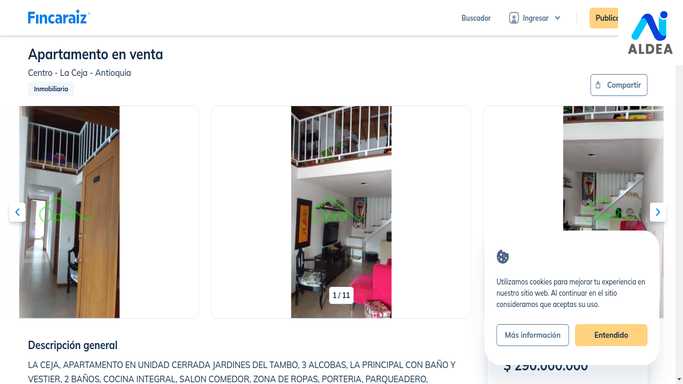 Fincaraiz
Buscador
Ingresar
Publica
ALDEA
Apartamento en venta
Centro - La Ceja - Antioquia
Inmobiliario
Compartir
1 / 11
Utilizamos cookies para mejorar tu experiencia en
nuestro sitio web. Al continuar en el sitio
consideramos que aceptas su uso.
Más información
Entendido
Descripción general
LA CEJA, APARTAMENTO EN UNIDAD CERRADA JARDINES DEL TAMBO, 3 ALCOBAS, LA PRINCIPAL CON BAÑO Y
VESTIER, 2 BAÑOS, COCINA INTEGRAL, SALON COMEDOR, ZONA DE ROPAS, PORTERIA, PARQUEADERO,
$ 290.000.000